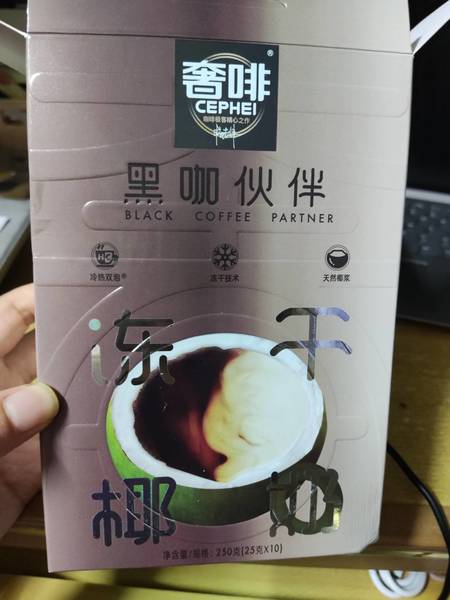 奢啡®
CEPHEI
咖啡极客精心之作
黑咖伙伴
BLACK COFFEE PARTNER
冷热双泡® 冻干技术 天然椰浆
冻干
椰奶
净含量/规格：250克(25克X10)